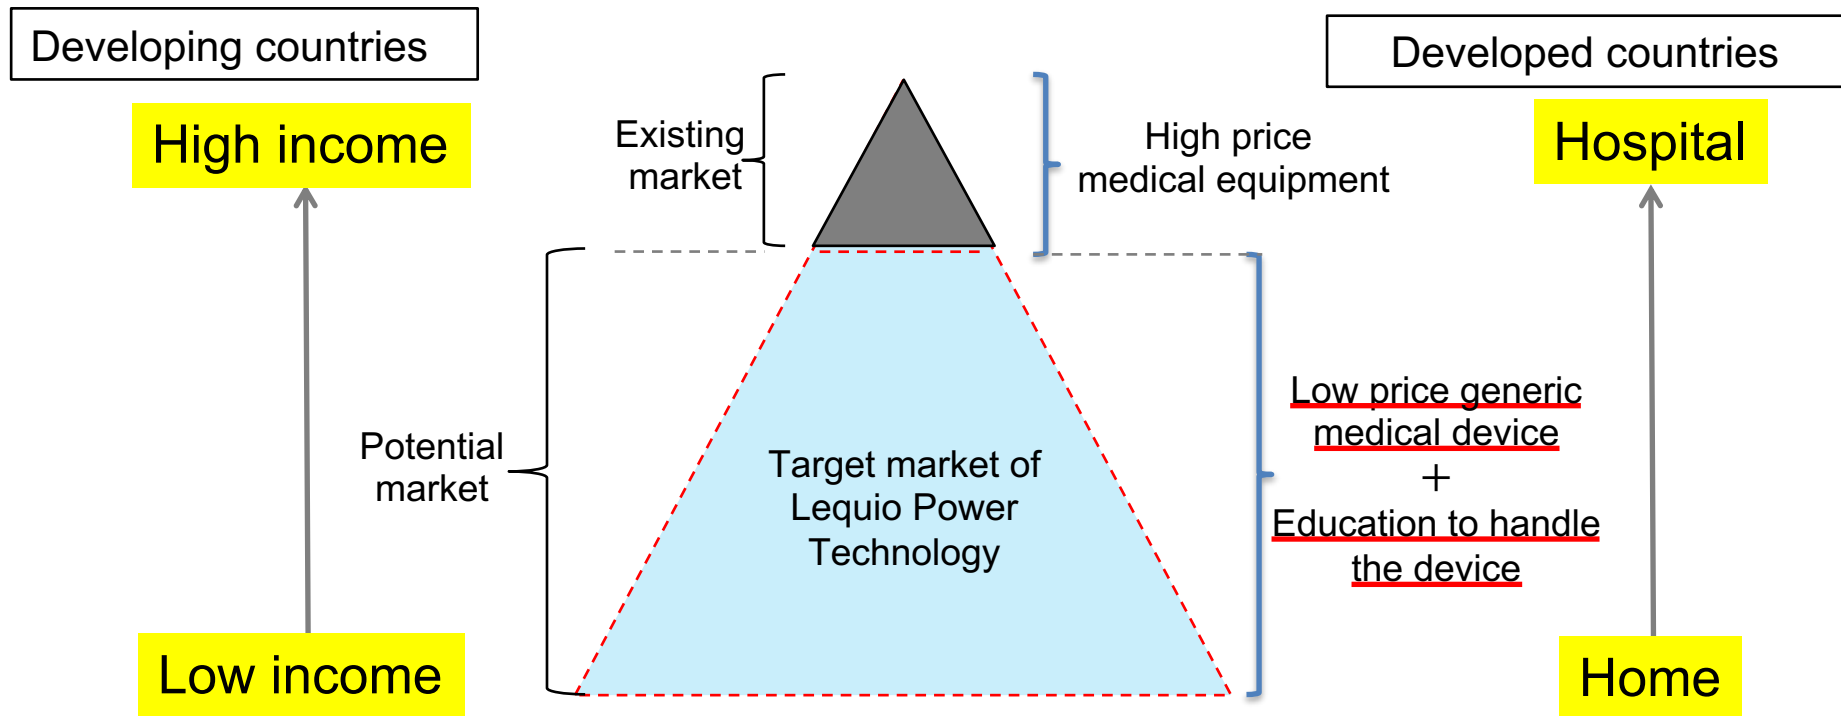 Developing countries
Developed countries
High income
Existing
market
High price
medical equipment
Hospital
Potential
market
Target market of
Lequio Power
Technology
Low price generic
medical device
+
Education to handle
the device
Low income
Home